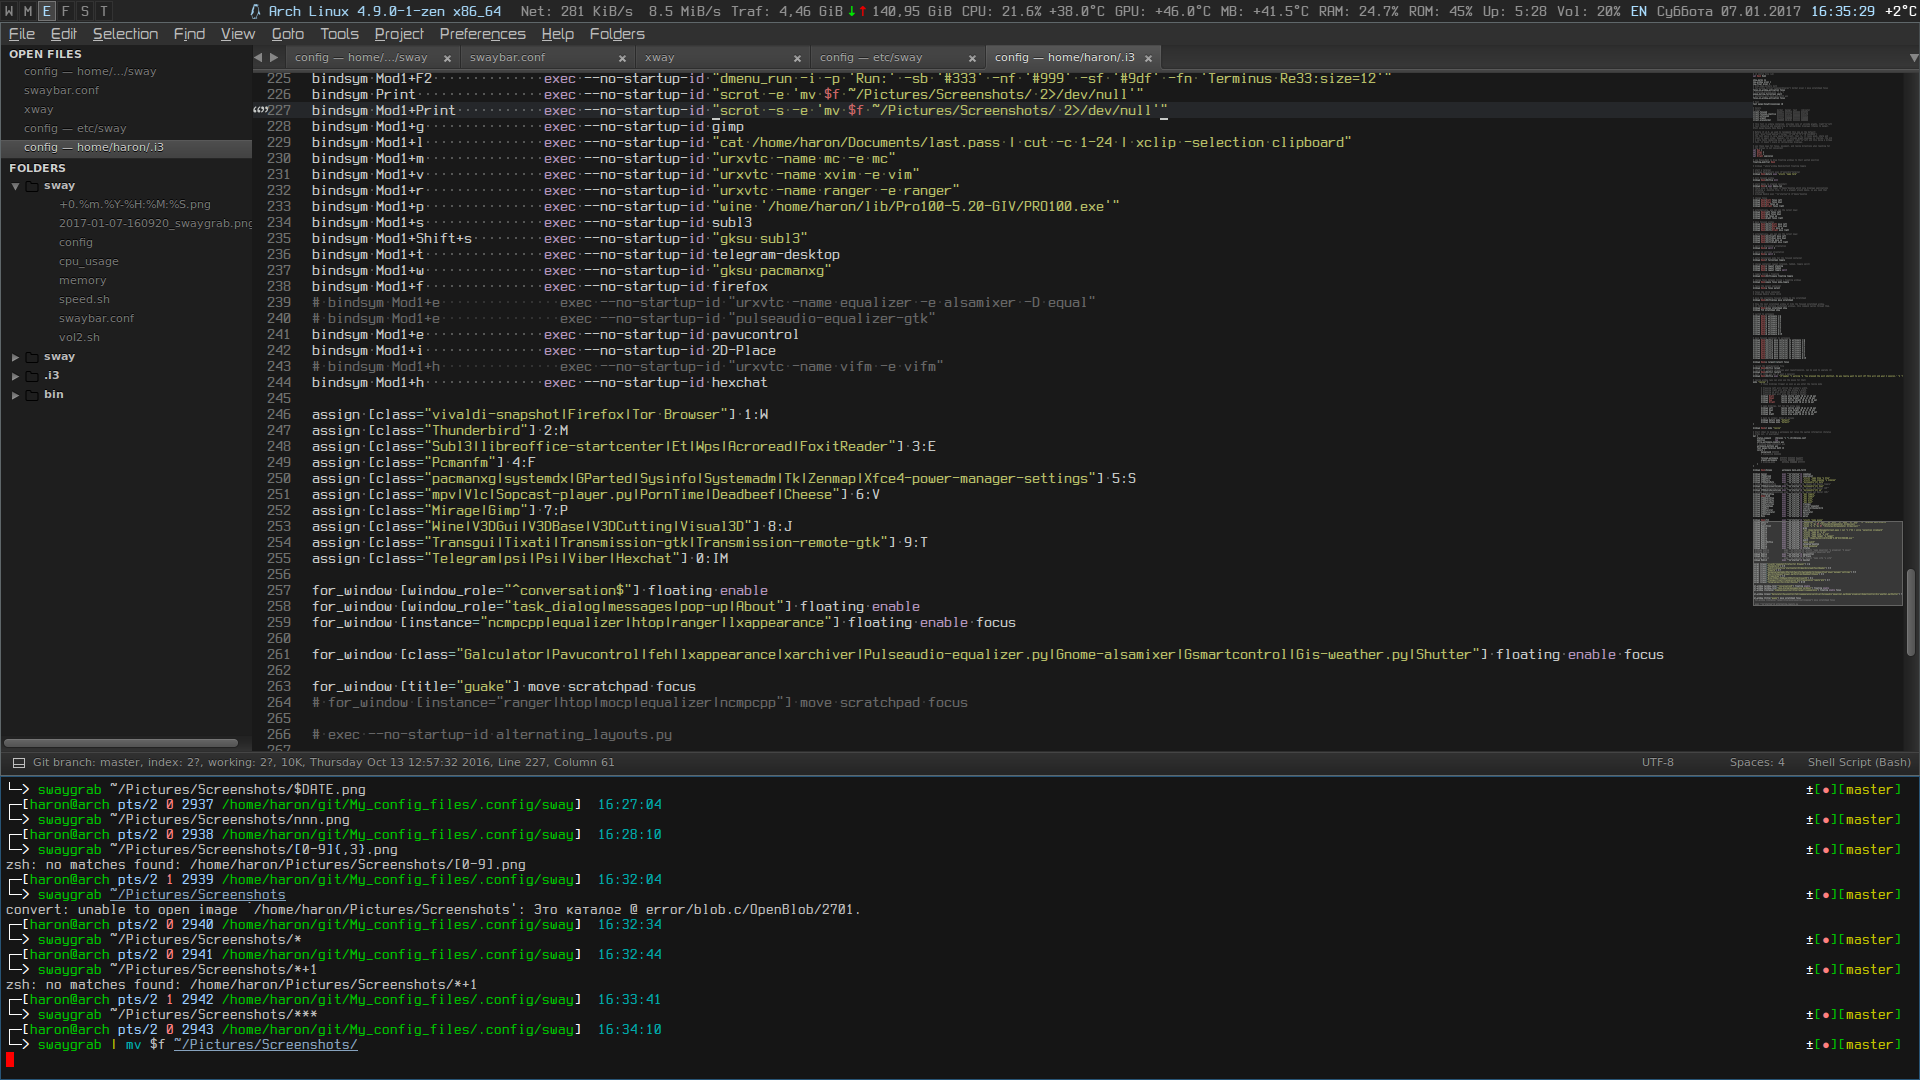 W M E F S T Arch Linux 4.9.0-1-zen x86_64 Net: 281 KiB/s 8.5 MiB/s Traf: 4,46 GiB↓↑ 140,95 GiB CPU: 21.6% +38.0°C GPU: +46.0°C MB: +41.5°C RAM: 24.7% ROM: 45% Up: 5:28 Vol: 20% EN Суббота 07.01.2017 16:35:29 +2°C
File Edit Selection Find View Goto Tools Project Preferences Help Folders
OPEN FILES
config — home/.../sway
swaybar.conf
xway
config — etc/sway
config — home/haron/.i3
FOLDERS
sway
+0.%m.%Y-%H:%M:%S.png
2017-01-07-160920_swaygrab.png
config
cpu_usage
memory
speed.sh
swaybar.conf
vol2.sh
sway
.i3
bin
config — home/.../sway × swaybar.conf × xway × config — etc/sway × config — home/haron/.i3 ×
225 bindsym Mod1+F2 exec --no-startup-id "dmenu_run -i -p 'Run:' -sb '#333' -nf '#999' -sf '#9df' -fn 'Terminus Re33:size=12'"
226 bindsym Print exec --no-startup-id "scrot -e 'mv $f ~/Pictures/Screenshots/ 2>/dev/null'"
227 bindsym Mod1+Print exec --no-startup-id "scrot -s -e 'mv $f ~/Pictures/Screenshots/ 2>/dev/null'"
228 bindsym Mod1+g exec --no-startup-id gimp
229 bindsym Mod1+l exec --no-startup-id "cat /home/haron/Documents/last.pass | cut -c 1-24 | xclip -selection clipboard"
230 bindsym Mod1+m exec --no-startup-id "urxvtc -name mc -e mc"
231 bindsym Mod1+v exec --no-startup-id "urxvtc -name xvim -e vim"
232 bindsym Mod1+r exec --no-startup-id "urxvtc -name ranger -e ranger"
233 bindsym Mod1+p exec --no-startup-id "wine '/home/haron/lib/Pro100-5.20-GIV/PRO100.exe'"
234 bindsym Mod1+s exec --no-startup-id subl3
235 bindsym Mod1+Shift+s exec --no-startup-id "gksu subl3"
236 bindsym Mod1+t exec --no-startup-id telegram-desktop
237 bindsym Mod1+w exec --no-startup-id "gksu pacmanxg"
238 bindsym Mod1+f exec --no-startup-id firefox
239 # bindsym Mod1+e exec --no-startup-id "urxvtc -name equalizer -e alsamixer -D equal"
240 # bindsym Mod1+e exec --no-startup-id "pulseaudio-equalizer-gtk"
241 bindsym Mod1+e exec --no-startup-id pavucontrol
242 bindsym Mod1+i exec --no-startup-id 2D-Place
243 # bindsym Mod1+h exec --no-startup-id "urxvtc -name vifm -e vifm"
244 bindsym Mod1+h exec --no-startup-id hexchat
245
246 assign [class="vivaldi-snapshot|Firefox|Tor Browser"] 1:W
247 assign [class="Thunderbird"] 2:M
248 assign [class="Subl3|libreoffice-startcenter|Et|Wps|Acroread|FoxitReader"] 3:E
249 assign [class="Pcmanfm"] 4:F
250 assign [class="pacmanxg|systemdx|GParted|Sysinfo|Systemadm|Tk|Zenmap|Xfce4-power-manager-settings"] 5:S
251 assign [class="mpv|Vlc|Sopcast-player.py|PornTime|Deadbeef|Cheese"] 6:V
252 assign [class="Mirage|Gimp"] 7:P
253 assign [class="Wine|V3DGui|V3DBase|V3DCutting|Visual3D"] 8:J
254 assign [class="Transgui|Tixati|Transmission-gtk|Transmission-remote-gtk"] 9:T
255 assign [class="Telegram|psi|Psi|Viber|Hexchat"] 0:IM
256
257 for_window [window_role="^conversation$"] floating enable
258 for_window [window_role="task_dialog|messages|pop-up|About"] floating enable
259 for_window [instance="ncmpcpp|equalizer|htop|ranger|lxappearance"] floating enable focus
260
261 for_window [class="Galculator|Pavucontrol|feh|lxappearance|xarchiver|Pulseaudio-equalizer.py|Gnome-alsamixer|Gsmartcontrol|Gis-weather.py|Shutter"] floating enable focus
262
263 for_window [title="guake"] move scratchpad focus
264 # for_window [instance="ranger|htop|mocp|equalizer|ncmpcpp"] move scratchpad focus
265
266 # exec --no-startup-id alternating_layouts.py
267
Git branch: master, index: 2?, working: 2?, 10K, Thursday Oct 13 12:57:32 2016, Line 227, Column 61 UTF-8 Spaces: 4 Shell Script (Bash)
└─> swaygrab ~/Pictures/Screenshots/$DATE.png ±[●][master]
┌─[haron@arch pts/2 0 2937 /home/haron/git/My_config_files/.config/sway] 16:27:04
└─> swaygrab ~/Pictures/Screenshots/nnn.png ±[●][master]
┌─[haron@arch pts/2 0 2938 /home/haron/git/My_config_files/.config/sway] 16:28:10
└─> swaygrab ~/Pictures/Screenshots/[0-9]{,3}.png ±[●][master]
zsh: no matches found: /home/haron/Pictures/Screenshots/[0-9].png
┌─[haron@arch pts/2 1 2939 /home/haron/git/My_config_files/.config/sway] 16:32:04
└─> swaygrab ~/Pictures/Screenshots ±[●][master]
convert: unable to open image `/home/haron/Pictures/Screenshots': Это каталог @ error/blob.c/OpenBlob/2701.
┌─[haron@arch pts/2 0 2940 /home/haron/git/My_config_files/.config/sway] 16:32:34
└─> swaygrab ~/Pictures/Screenshots/* ±[●][master]
┌─[haron@arch pts/2 0 2941 /home/haron/git/My_config_files/.config/sway] 16:32:44
└─> swaygrab ~/Pictures/Screenshots/*+1 ±[●][master]
zsh: no matches found: /home/haron/Pictures/Screenshots/*+1
┌─[haron@arch pts/2 1 2942 /home/haron/git/My_config_files/.config/sway] 16:33:41
└─> swaygrab ~/Pictures/Screenshots/*** ±[●][master]
┌─[haron@arch pts/2 0 2943 /home/haron/git/My_config_files/.config/sway] 16:34:10
└─> swaygrab | mv $f ~/Pictures/Screenshots/ ±[●][master]